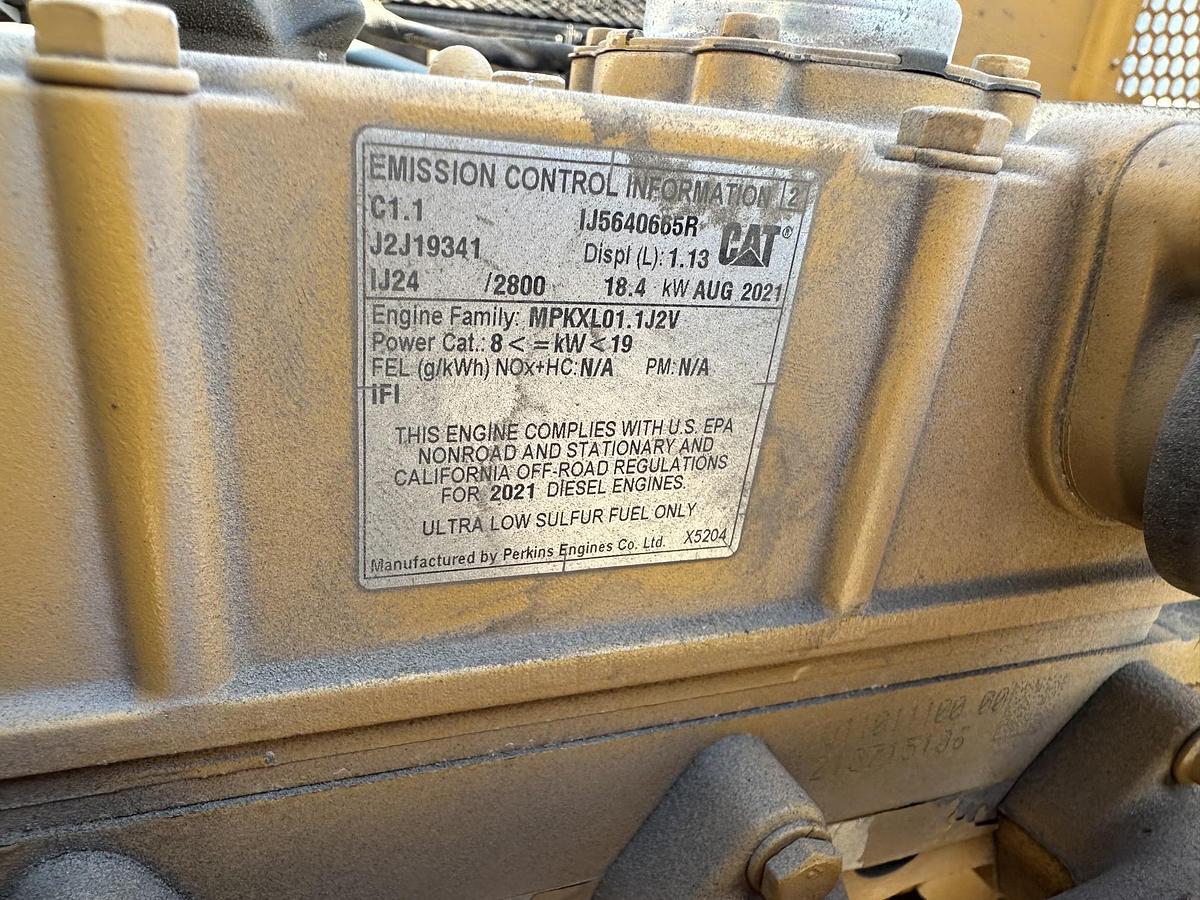 EMISSION CONTROL INFORMATION 2
C1.1 IJ5640665R
J2J19341 Displ (L): 1.13 CAT®
IJ24 /2800 18.4 kW AUG 2021
Engine Family: MPKXL01.1J2V
Power Cat.: 8 < = kW < 19
FEL (g/kWh) NOx+HC: N/A PM: N/A
IFI
THIS ENGINE COMPLIES WITH U.S. EPA
NONROAD AND STATIONARY AND
CALIFORNIA OFF-ROAD REGULATIONS
FOR 2021 DIESEL ENGINES.
ULTRA LOW SULFUR FUEL ONLY
Manufactured by Perkins Engines Co. Ltd. X5204